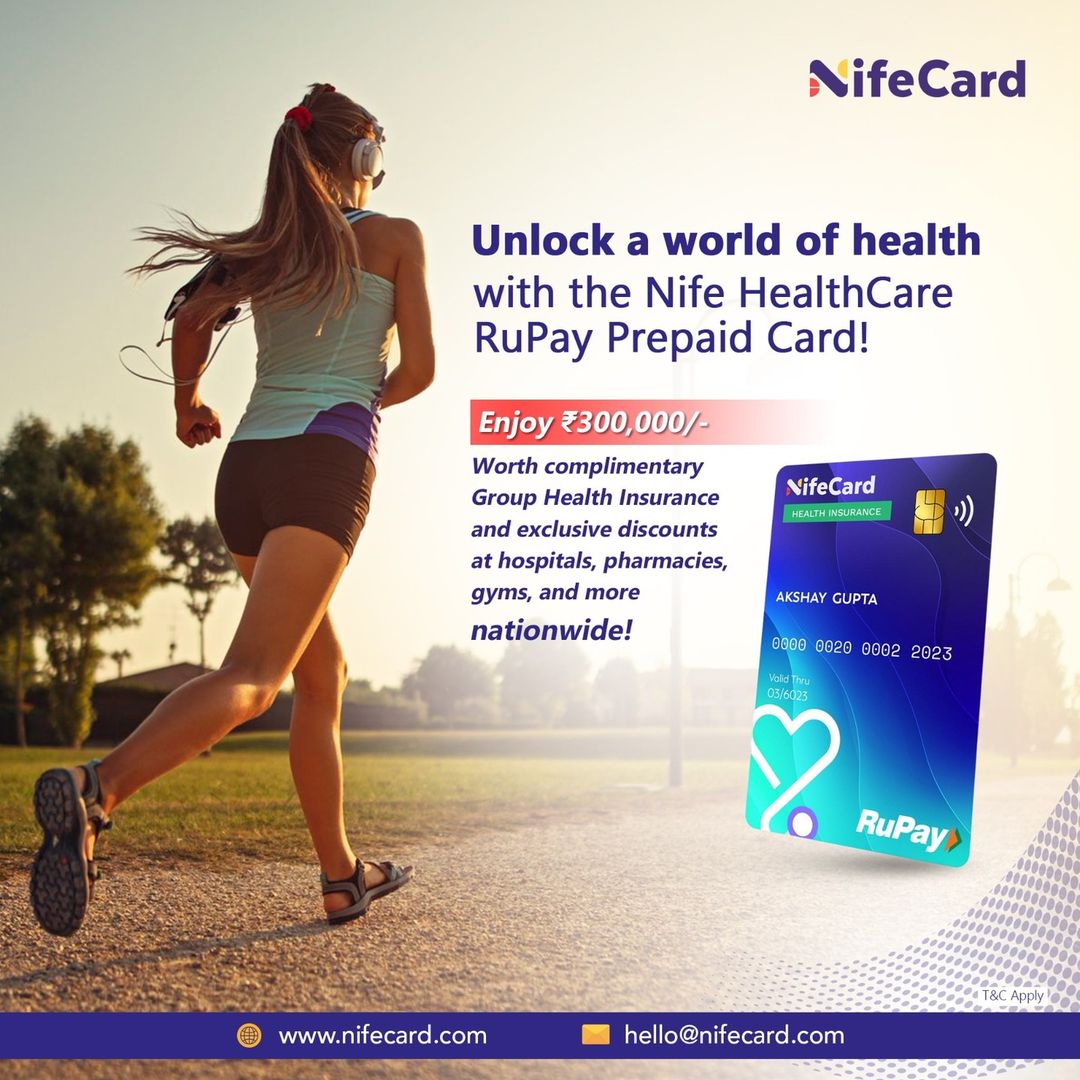 NifeCard
Unlock a world of health
with the Nife HealthCare
RuPay Prepaid Card!
Enjoy ₹300,000/-
Worth complimentary
Group Health Insurance
and exclusive discounts
at hospitals, pharmacies,
gyms, and more
nationwide!
NifeCard
HEALTH INSURANCE
AKSHAY GUPTA
0000 0020 0002 2023
Valid Thru
03/6023
RuPay
T&C Apply
www.nifecard.com
hello@nifecard.com